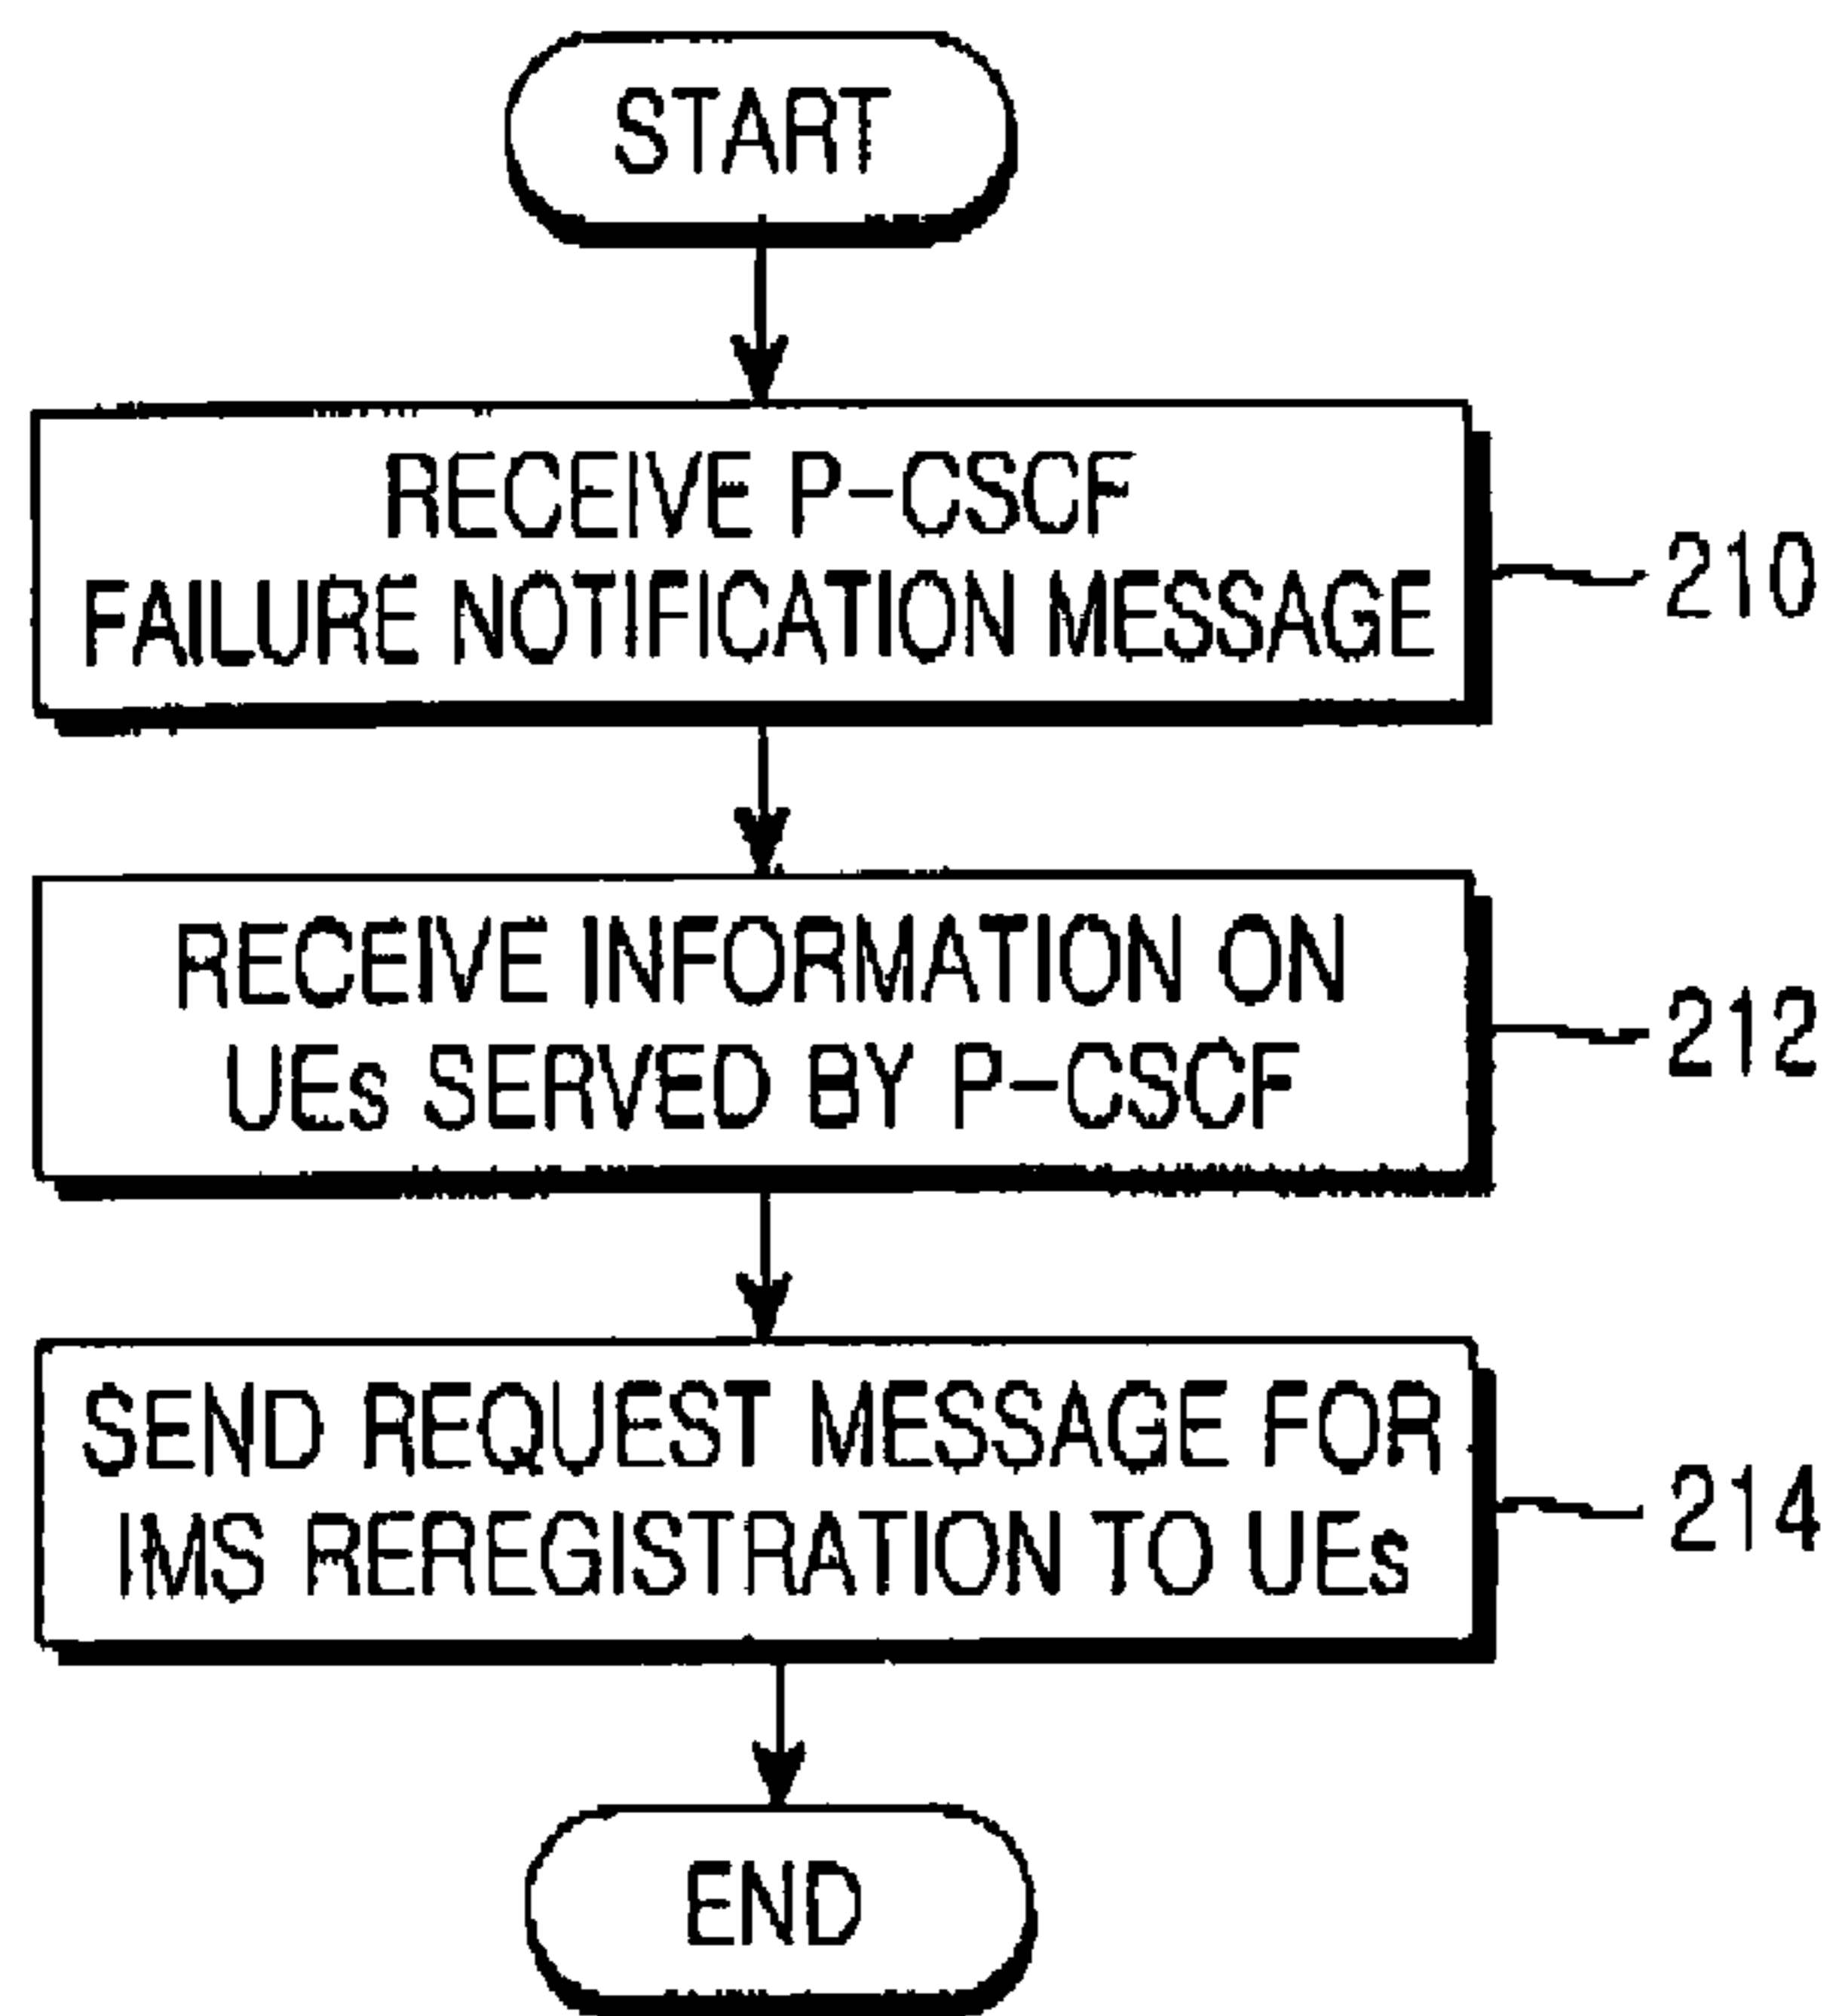 START
RECEIVE P-CSCF
FAILURE NOTIFICATION MESSAGE
210
RECEIVE INFORMATION ON
UEs SERVED BY P-CSCF
212
SEND REQUEST MESSAGE FOR
IMS REREGISTRATION TO UEs
214
END